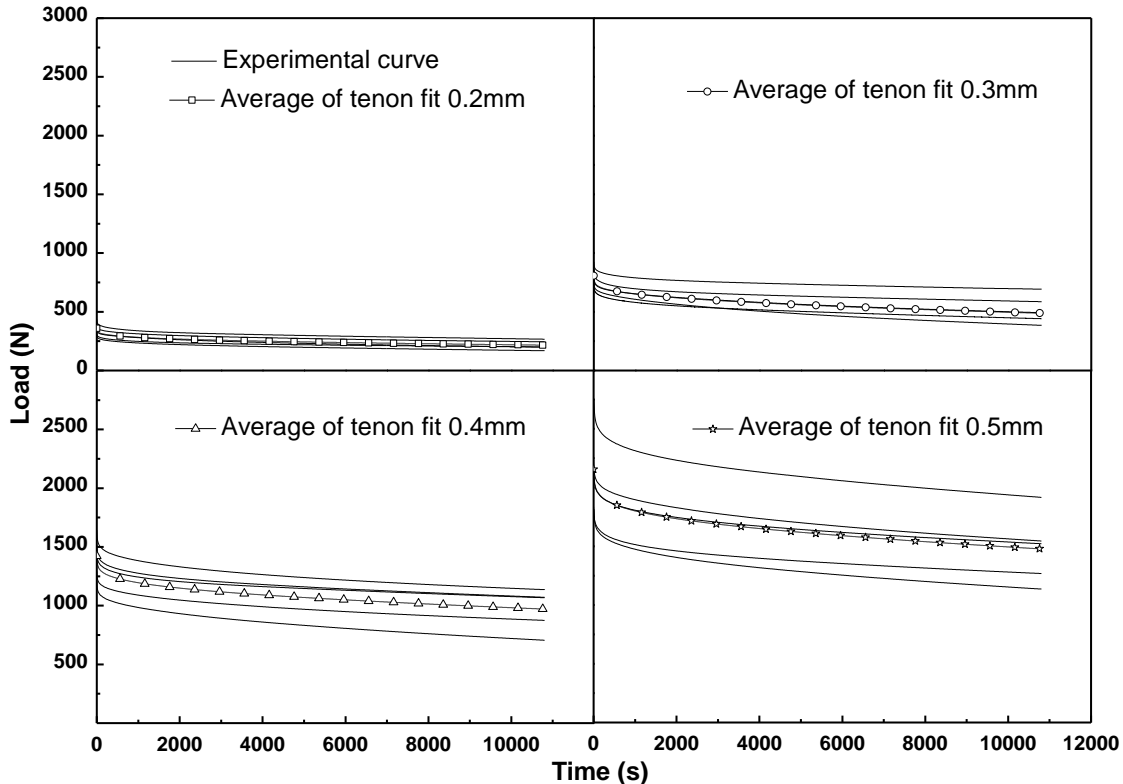 3000
2500
2000
1500
1000
500
0
Experimental curve
Average of tenon fit 0.2mm
Average of tenon fit 0.3mm
Load (N)
2500
2000
1500
1000
500
Average of tenon fit 0.4mm
Average of tenon fit 0.5mm
0 2000 4000 6000 8000 10000
0 2000 4000 6000 8000 10000 12000
Time (s)